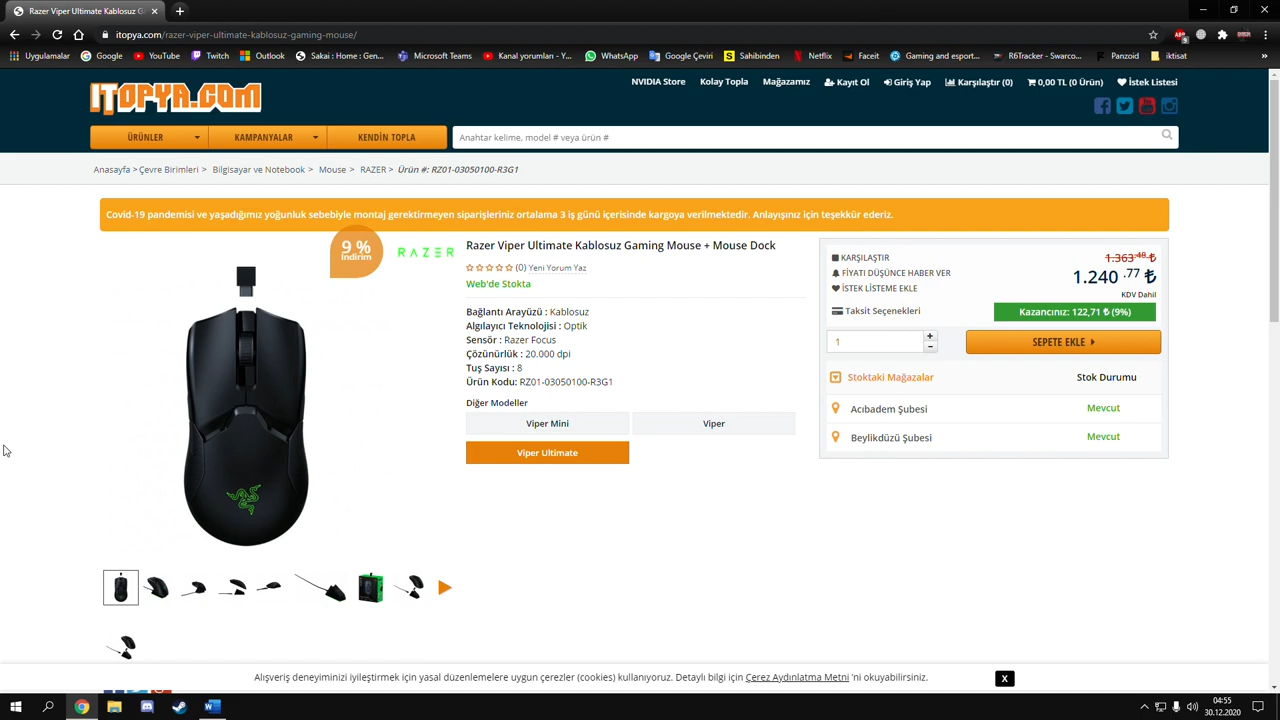 Razer Viper Ultimate Kablosuz G
itopya.com/razer-viper-ultimate-kablosuz-gaming-mouse/
Uygulamalar Google YouTube Twitch Outlook Sakai : Home : Gen... Microsoft Teams Kanal yorumları - Y... WhatsApp Google Çeviri Sahibinden Netflix Faceit Gaming and esport... R6Tracker - Swarco... Panzoid iktisat
ITOPYA.COM
NVIDIA Store Kolay Topla Mağazamız Kayıt Ol Giriş Yap Karşılaştır (0) 0,00 TL (0 Ürün) İstek Listesi
ÜRÜNLER KAMPANYALAR KENDİN TOPLA Anahtar kelime, model # veya ürün #
Anasayfa > Çevre Birimleri > Bilgisayar ve Notebook > Mouse > RAZER > Ürün #: RZ01-03050100-R3G1
Covid-19 pandemisi ve yaşadığımız yoğunluk sebebiyle montaj gerektirmeyen siparişleriniz ortalama 3 iş günü içerisinde kargoya verilmektedir. Anlayışınız için teşekkür ederiz.
9 %
İndirim
RAZER
Razer Viper Ultimate Kablosuz Gaming Mouse + Mouse Dock
(0) Yeni Yorum Yaz
Web'de Stokta
Bağlantı Arayüzü : Kablosuz
Algılayıcı Teknolojisi : Optik
Sensör : Razer Focus
Çözünürlük : 20.000 dpi
Tuş Sayısı : 8
Ürün Kodu: RZ01-03050100-R3G1
Diğer Modeller
Viper Mini Viper
Viper Ultimate
KARŞILAŞTIR
FİYATI DÜŞÜNCE HABER VER
İSTEK LİSTEME EKLE
1.363,48 ₺
1.240 ,77 ₺
KDV Dahil
Taksit Seçenekleri
Kazancınız: 122,71 ₺ (9%)
1 + -
SEPETE EKLE
Stoktaki Mağazalar Stok Durumu
Acıbadem Şubesi Mevcut
Beylikdüzü Şubesi Mevcut
Alışveriş deneyiminizi iyileştirmek için yasal düzenlemelere uygun çerezler (cookies) kullanıyoruz. Detaylı bilgi için Çerez Aydınlatma Metni 'ni okuyabilirsiniz. X
04:55
30.12.2020